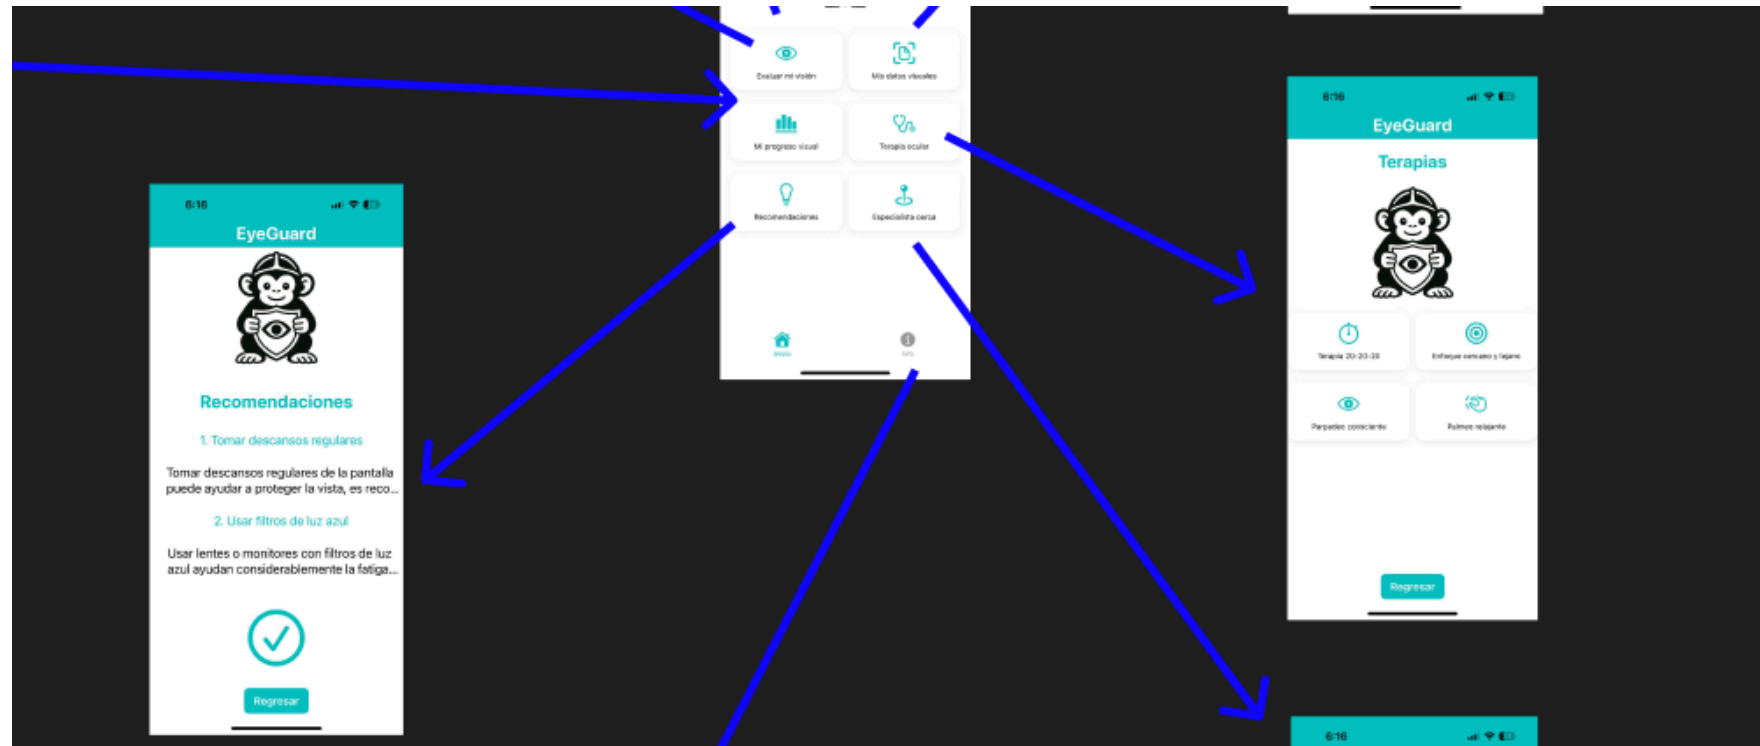 Evaluar mi visión
Mis datos visuales
Mi progreso visual
Terapia ocular
Recomendaciones
Especialista cerca
Inicio
Info
6:16
EyeGuard
Recomendaciones
1. Tomar descansos regulares
Tomar descansos regulares de la pantalla
puede ayudar a proteger la vista, es reco...
2. Usar filtros de luz azul
Usar lentes o monitores con filtros de luz
azul ayudan considerablemente la fatiga...
Regresar
6:16
EyeGuard
Terapias
Terapia 20-20-20
Enfoque cercano y lejano
Parpadeo consciente
Palmeo relajante
Regresar
6:16